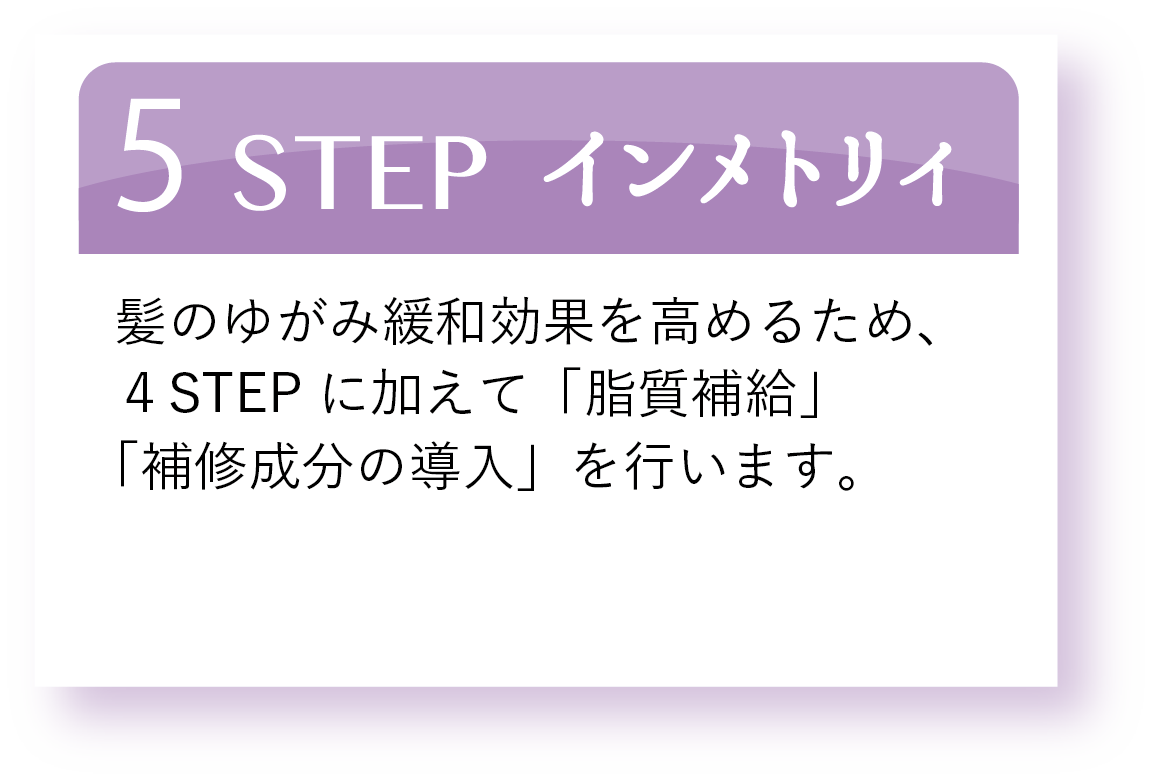 5 STEP インメトリィ
髪のゆがみ緩和効果を高めるため、
4 STEP に加えて「脂質補給」
「補修成分の導入」を行います。